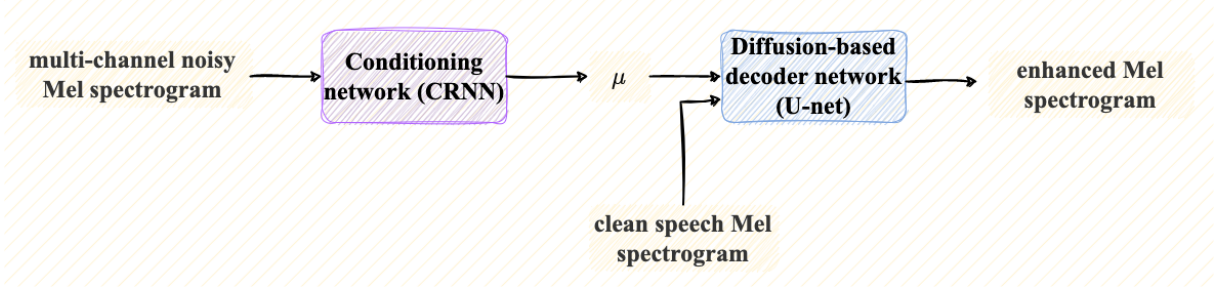 multi-channel noisy
Mel spectrogram
Conditioning
network (CRNN)
μ
Diffusion-based
decoder network
(U-net)
enhanced Mel
spectrogram
clean speech Mel
spectrogram